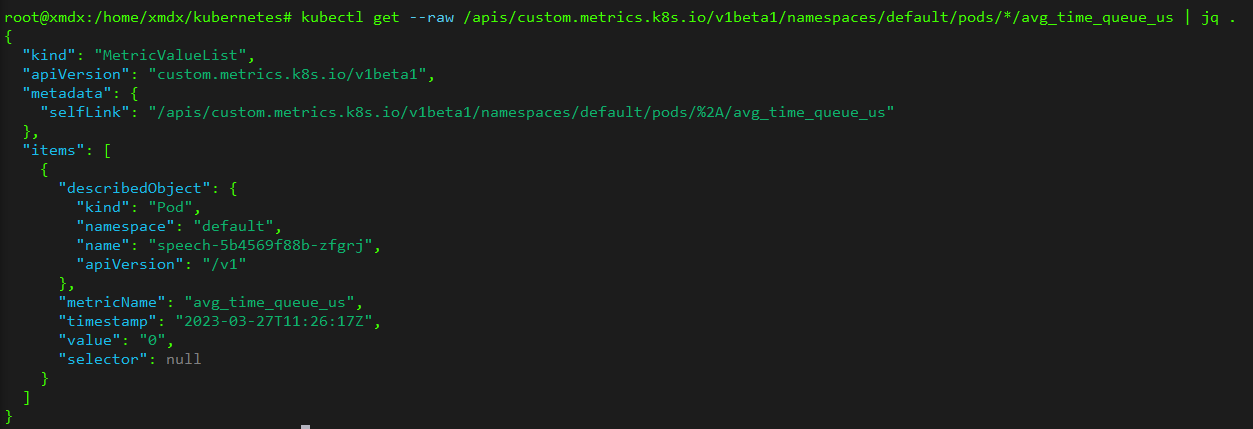 root@xmdx:/home/xmdx/kubernetes# kubectl get --raw /apis/custom.metrics.k8s.io/v1beta1/namespaces/default/pods/*/avg_time_queue_us | jq .
{
  "kind": "MetricValueList",
  "apiVersion": "custom.metrics.k8s.io/v1beta1",
  "metadata": {
    "selfLink": "/apis/custom.metrics.k8s.io/v1beta1/namespaces/default/pods/%2A/avg_time_queue_us"
  },
  "items": [
    {
      "describedObject": {
        "kind": "Pod",
        "namespace": "default",
        "name": "speech-5b4569f88b-zfgrj",
        "apiVersion": "/v1"
      },
      "metricName": "avg_time_queue_us",
      "timestamp": "2023-03-27T11:26:17Z",
      "value": "0",
      "selector": null
    }
  ]
}